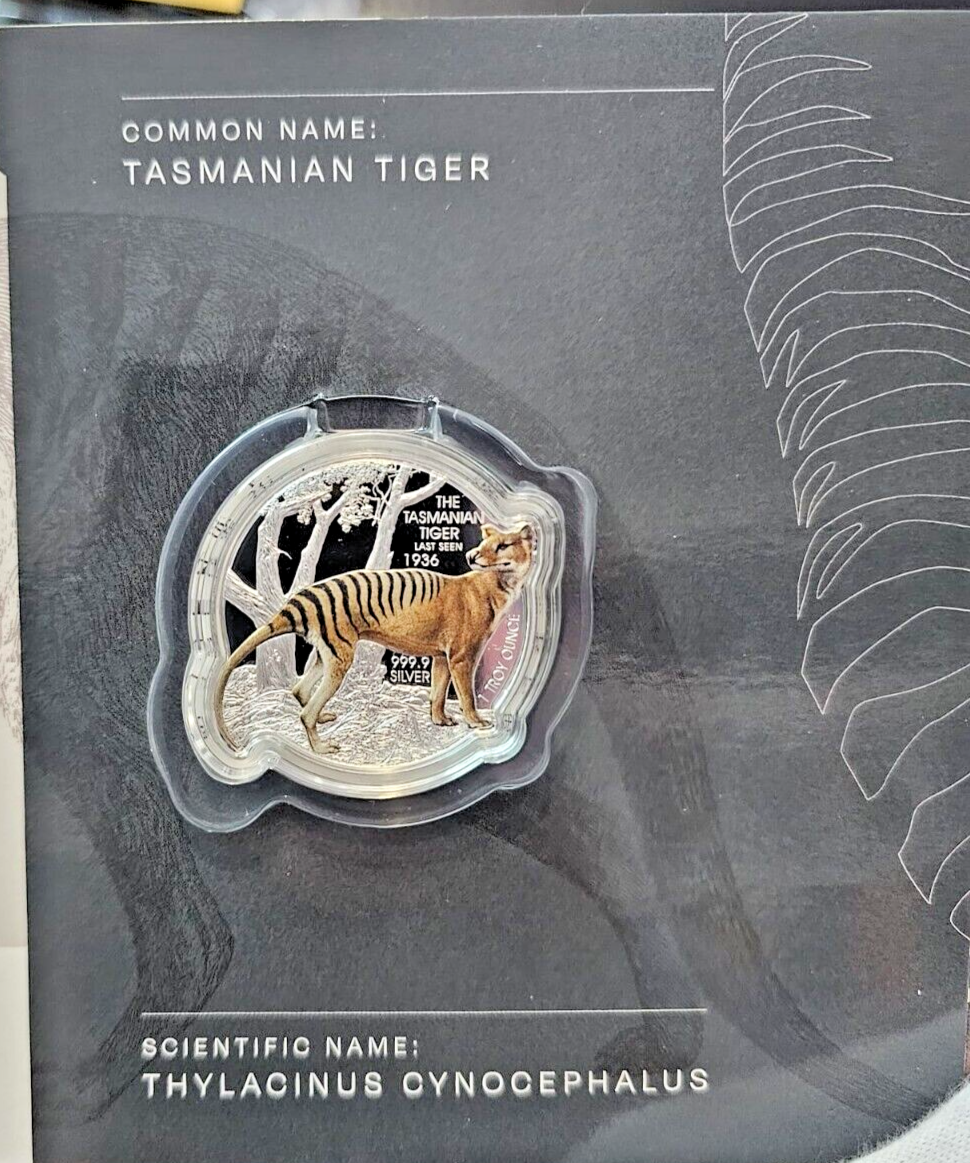 COMMON NAME:
TASMANIAN TIGER
THE
TASMANIAN
TIGER
LAST SEEN
1936
999.9
SILVER
1 TROY OUNCE
SCIENTIFIC NAME:
THYLACINUS CYNOCEPHALUS